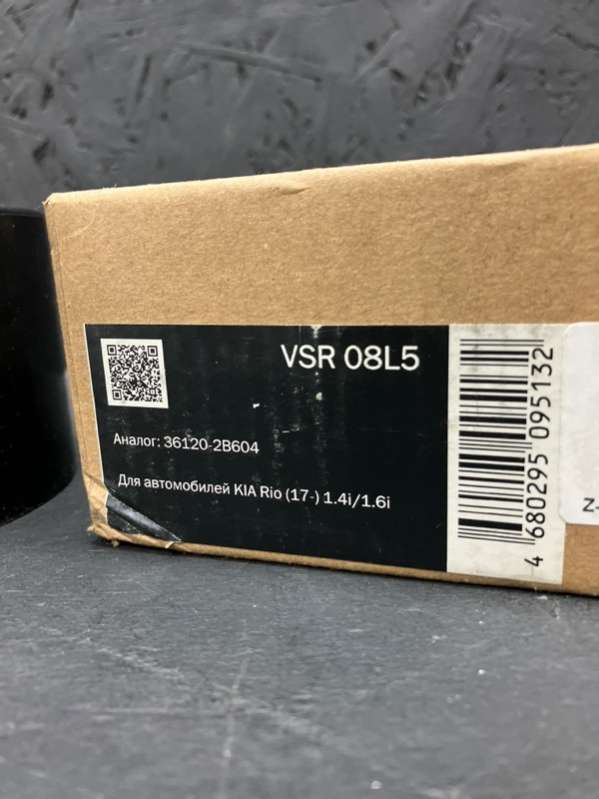 VSR 08L5
Аналог: 36120-2B604
Для автомобилей KIA Rio (17-) 1.4i/1.6i
4 680295 095132
Z-